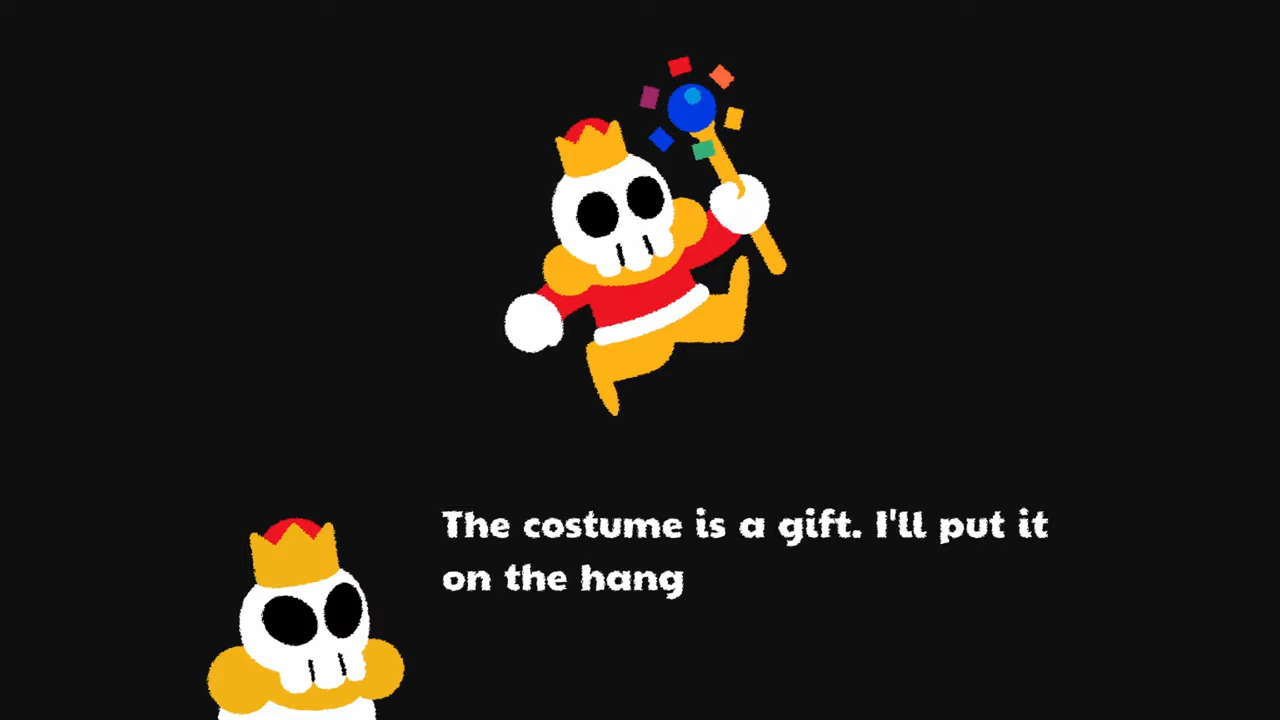 The costume is a gift. I'll put it
on the hang